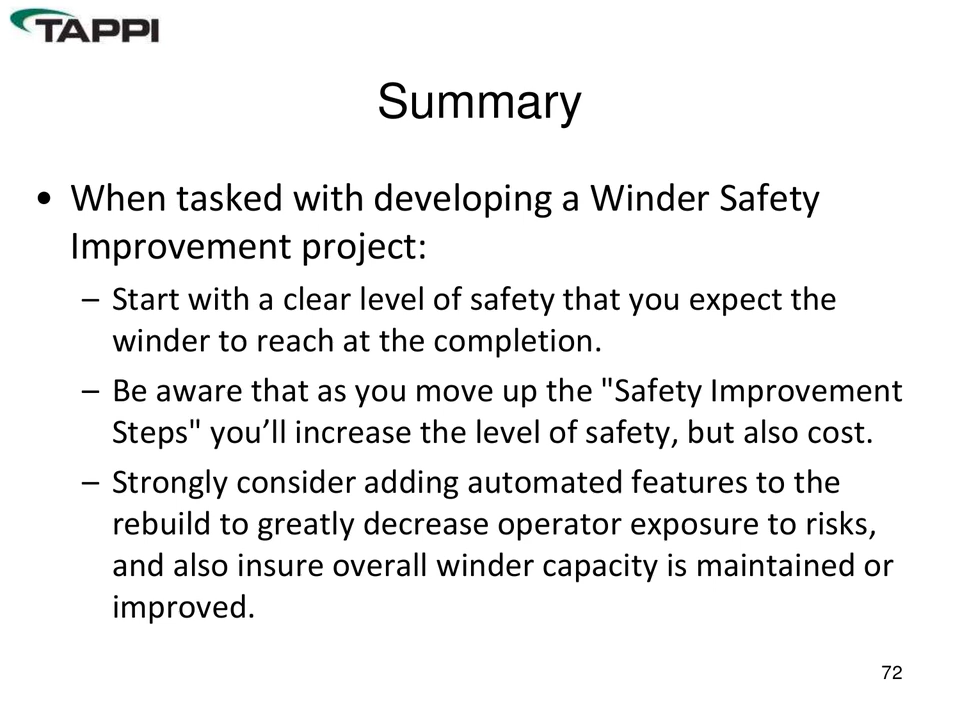 TAPPI
Summary
• When tasked with developing a Winder Safety
Improvement project:
– Start with a clear level of safety that you expect the
winder to reach at the completion.
– Be aware that as you move up the "Safety Improvement
Steps" you’ll increase the level of safety, but also cost.
– Strongly consider adding automated features to the
rebuild to greatly decrease operator exposure to risks,
and also insure overall winder capacity is maintained or
improved.
72